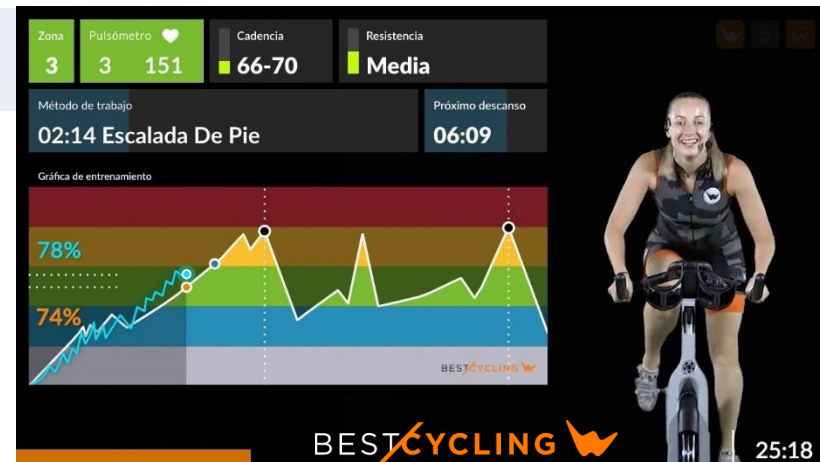 Zona
3
Pulsómetro
3 151
Cadencia
66-70
Resistencia
Media
Método de trabajo
02:14 Escalada De Pie
Próximo descanso
06:09
Gráfica de entrenamiento
78%
74%
BESTCYCLING
BESTCYCLING
25:18